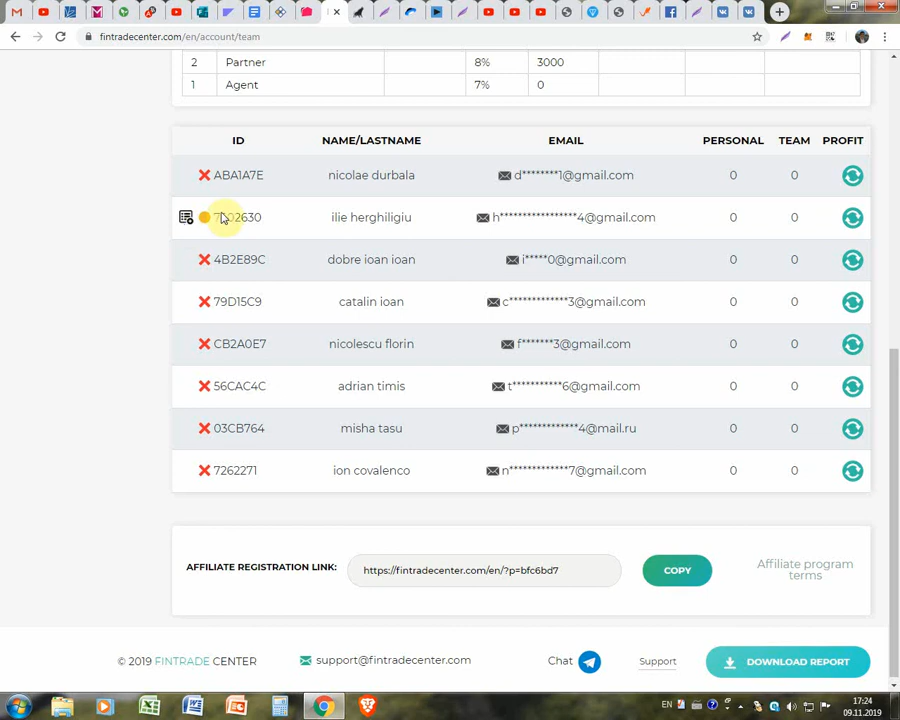 fintradecenter.com/en/account/team
2 Partner 8% 3000
1 Agent 7% 0
ID NAME/LASTNAME EMAIL PERSONAL TEAM PROFIT
ABA1A7E nicolae durbala d********1@gmail.com 0 0
ilie herghiligiu h*****************4@gmail.com 0 0
4B2E89C dobre ioan ioan i*****0@gmail.com 0 0
79D15C9 catalin ioan c*************3@gmail.com 0 0
CB2A0E7 nicolescu florin f*******3@gmail.com 0 0
56CAC4C adrian timis t***********6@gmail.com 0 0
03CB764 misha tasu p*************4@mail.ru 0 0
7262271 ion covalenco n*************7@gmail.com 0 0
AFFILIATE REGISTRATION LINK: https://fintradecenter.com/en/?p=bfc6bd7 COPY Affiliate program
terms
© 2019 FINTRADE CENTER support@fintradecenter.com Chat Support DOWNLOAD REPORT
EN 17:24
09.11.2019